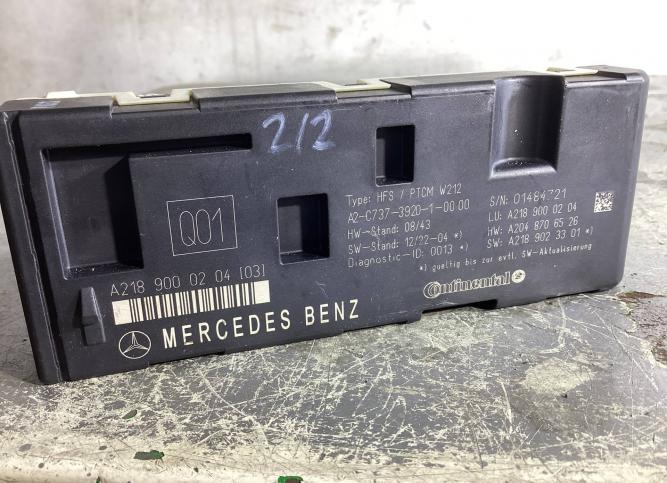 212
Q01
A218 900 02 04 [03]
MERCEDES BENZ
Type: HFS / PTCM W212
A2-C737-3920-1-00 00
HW-Stand: 08/43
SW-Stand: 12/22-04 *)
Diagnostic-ID: 0013 *)
S/N: 01484721
LU: A218 900 02 04
HW: A204 870 65 26
SW: A218 902 33 01 *)
*) gueltig bis zur evtl. SW-Aktualisierung
Continental